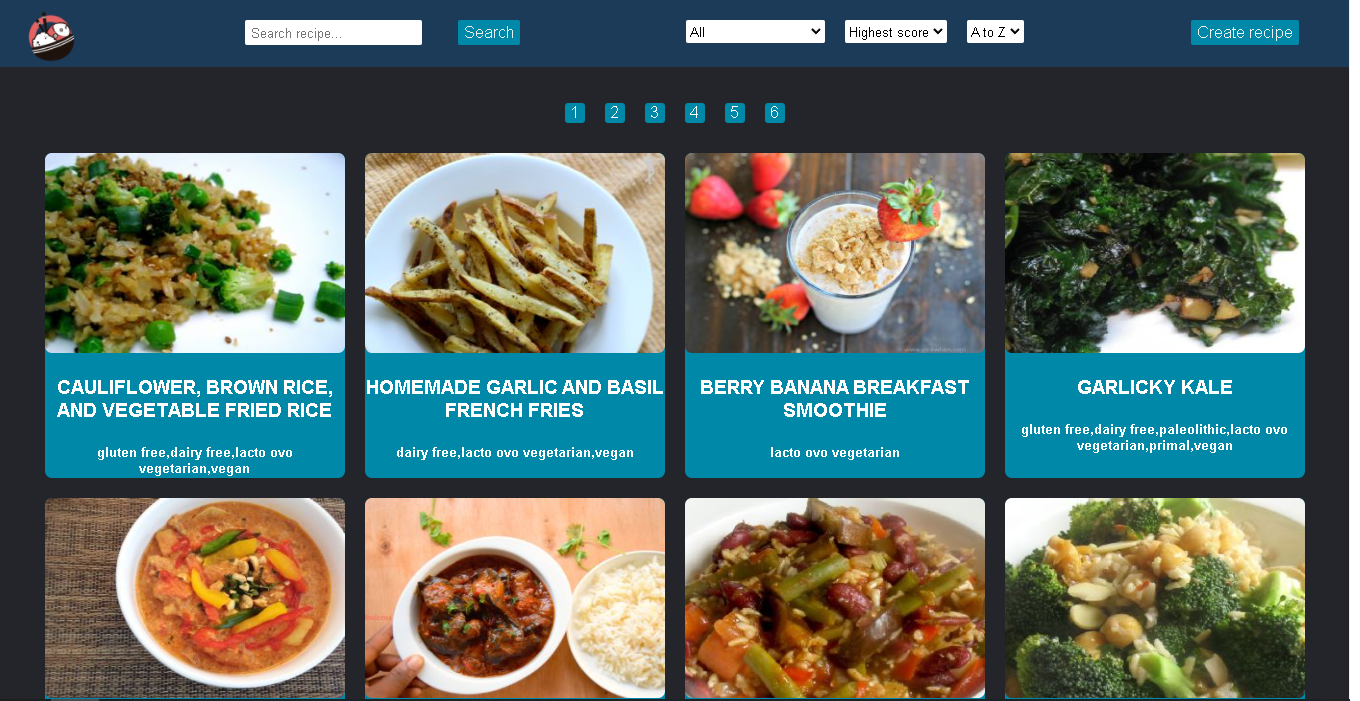 Search recipe...
Search
All
Highest score
A to Z
Create recipe
1 2 3 4 5 6
CAULIFLOWER, BROWN RICE,
AND VEGETABLE FRIED RICE
gluten free,dairy free,lacto ovo
vegetarian,vegan
HOMEMADE GARLIC AND BASIL
FRENCH FRIES
dairy free,lacto ovo vegetarian,vegan
BERRY BANANA BREAKFAST
SMOOTHIE
lacto ovo vegetarian
GARLICKY KALE
gluten free,dairy free,paleolithic,lacto ovo
vegetarian,primal,vegan